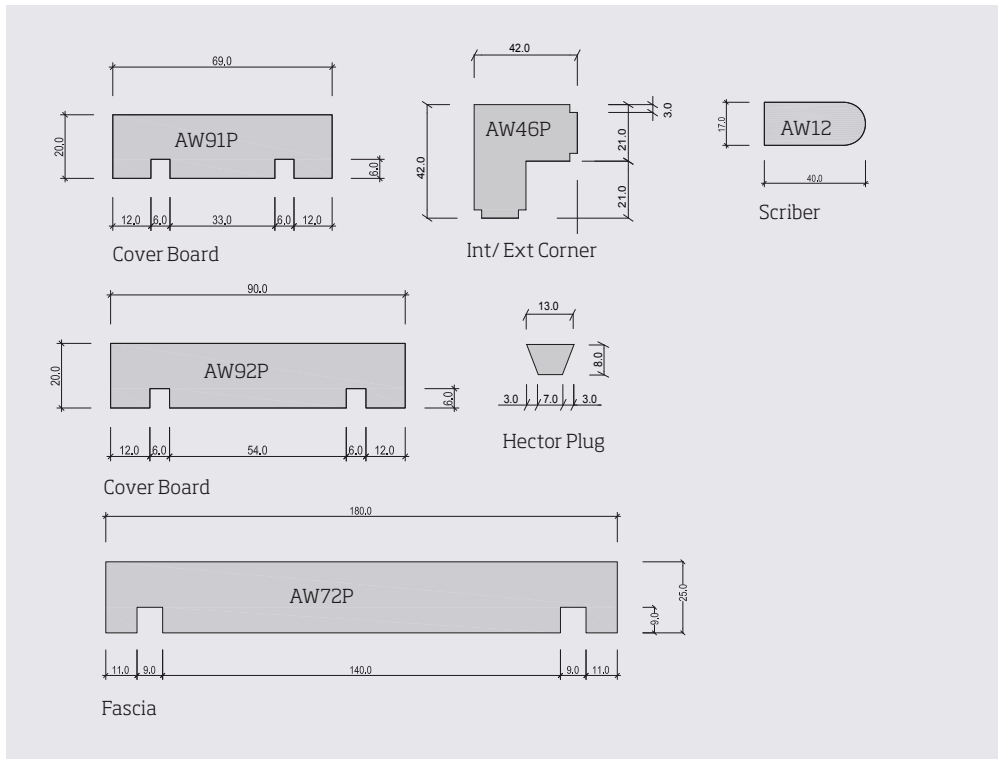 69.0
20.0
AW91P
6.0
12.0 6.0 33.0 6.0 12.0
Cover Board
42.0
42.0
AW46P
3.0
21.0
21.0
Int/ Ext Corner
17.0
AW12
40.0
Scriber
90.0
20.0
AW92P
6.0
12.0 6.0 54.0 6.0 12.0
Cover Board
13.0
8.0
3.0 7.0 3.0
Hector Plug
180.0
AW72P
25.0
9.0
11.0 9.0 140.0 9.0 11.0
Fascia